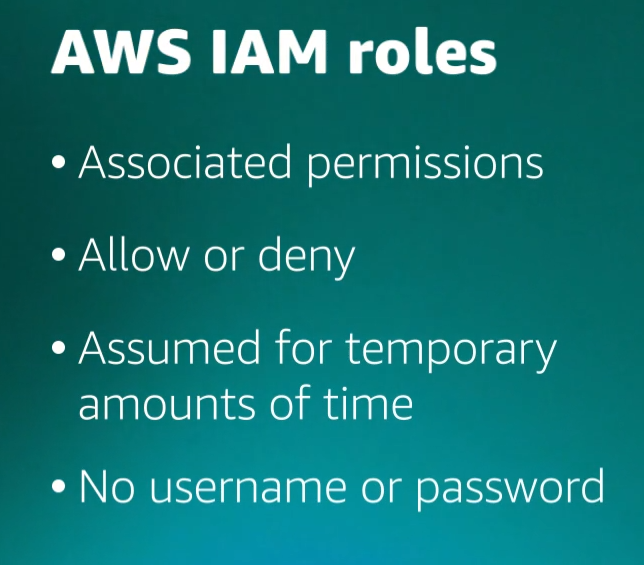 AWS IAM roles
• Associated permissions
• Allow or deny
• Assumed for temporary
amounts of time
• No username or password